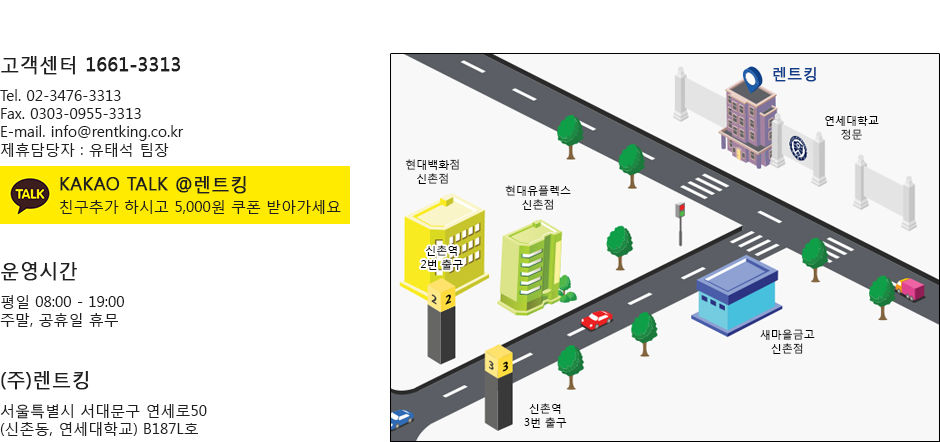 고객센터 1661-3313
Tel. 02-3476-3313
Fax. 0303-0955-3313
E-mail. info@rentking.co.kr
제휴담당자 : 유태석 팀장
TALK
KAKAO TALK @렌트킹
친구추가 하시고 5,000원 쿠폰 받아가세요
운영시간
평일 08:00 - 19:00
주말, 공휴일 휴무
(주)렌트킹
서울특별시 서대문구 연세로50
(신촌동, 연세대학교) B187L호
렌트킹
연세대학교
정문
현대백화점
신촌점
현대유플렉스
신촌점
신촌역
2번 출구
2 2
새마을금고
신촌점
3 3
신촌역
3번 출구